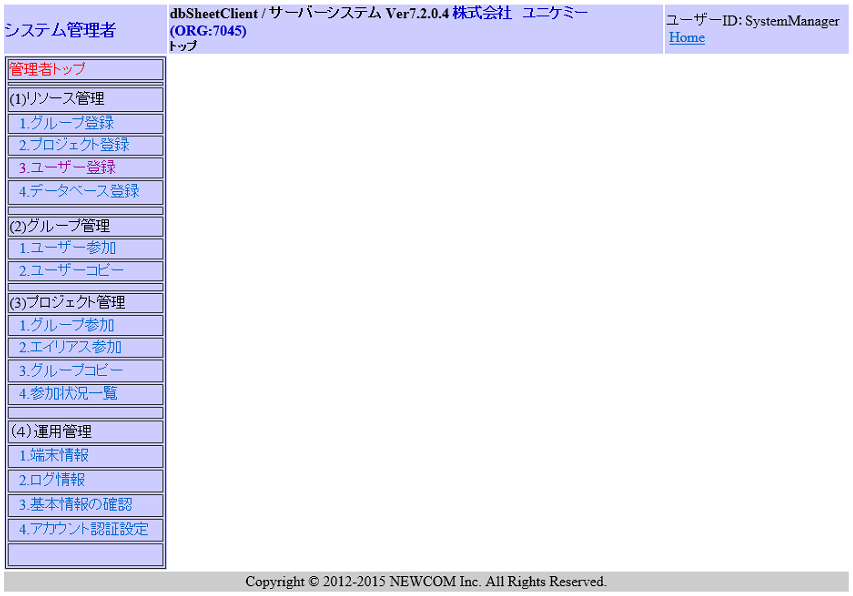 システム管理者
dbSheetClient / サーバーシステム Ver7.2.0.4 株式会社　ユニケミー
(ORG:7045)
トップ
ユーザーID: SystemManager
Home
管理者トップ
(1)リソース管理
1.グループ登録
2.プロジェクト登録
3.ユーザー登録
4.データベース登録
(2)グループ管理
1.ユーザー参加
2.ユーザーコピー
(3)プロジェクト管理
1.グループ参加
2.エイリアス参加
3.グループコピー
4.参加状況一覧
(４)運用管理
1.端末情報
2.ログ情報
3.基本情報の確認
4.アカウント認証設定
Copyright © 2012-2015 NEWCOM Inc. All Rights Reserved.